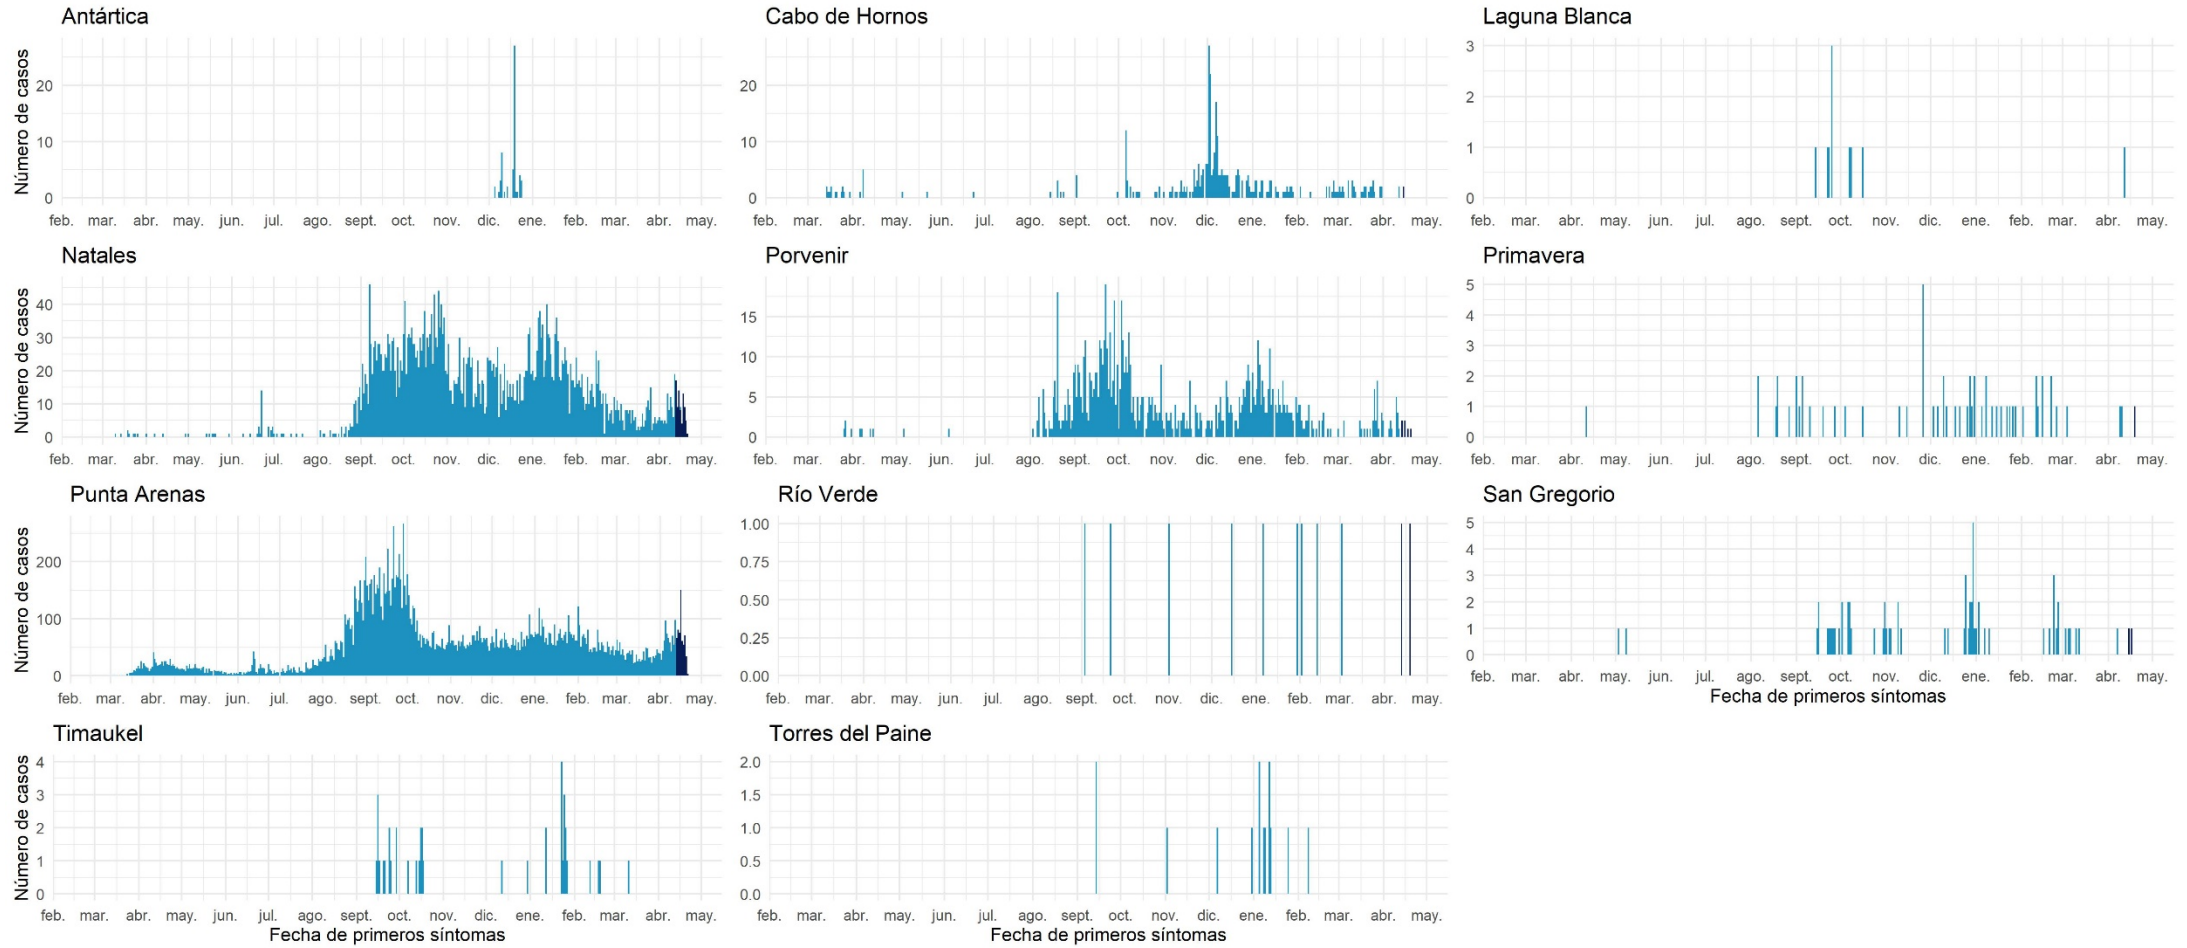 Antártica
Número de casos
20
10
0
feb. mar. abr. may. jun. jul. ago. sept. oct. nov. dic. ene. feb. mar. abr. may.
Cabo de Hornos
20
10
0
feb. mar. abr. may. jun. jul. ago. sept. oct. nov. dic. ene. feb. mar. abr. may.
Laguna Blanca
3
2
1
0
feb. mar. abr. may. jun. jul. ago. sept. oct. nov. dic. ene. feb. mar. abr. may.
Natales
Número de casos
40
30
20
10
0
feb. mar. abr. may. jun. jul. ago. sept. oct. nov. dic. ene. feb. mar. abr. may.
Porvenir
15
10
5
0
feb. mar. abr. may. jun. jul. ago. sept. oct. nov. dic. ene. feb. mar. abr. may.
Primavera
5
4
3
2
1
0
feb. mar. abr. may. jun. jul. ago. sept. oct. nov. dic. ene. feb. mar. abr. may.
Punta Arenas
Número de casos
200
100
0
feb. mar. abr. may. jun. jul. ago. sept. oct. nov. dic. ene. feb. mar. abr. may.
Río Verde
1.00
0.75
0.50
0.25
0.00
feb. mar. abr. may. jun. jul. ago. sept. oct. nov. dic. ene. feb. mar. abr. may.
San Gregorio
5
4
3
2
1
0
feb. mar. abr. may. jun. jul. ago. sept. oct. nov. dic. ene. feb. mar. abr. may.
Fecha de primeros síntomas
Timaukel
Número de casos
4
3
2
1
0
feb. mar. abr. may. jun. jul. ago. sept. oct. nov. dic. ene. feb. mar. abr. may.
Fecha de primeros síntomas
Torres del Paine
2.0
1.5
1.0
0.5
0.0
feb. mar. abr. may. jun. jul. ago. sept. oct. nov. dic. ene. feb. mar. abr. may.
Fecha de primeros síntomas